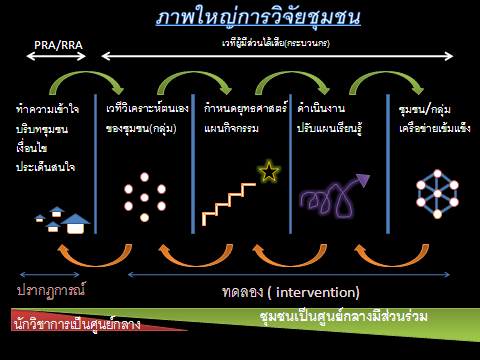 ภาพใหญ่การวิจัยชุมชน
PRA/RRA
เวทีผู้มีส่วนได้เสีย(กระบวนกร)
ทำความเข้าใจ
บริบทชุมชน
เงื่อนไข
ประเด็นสนใจ
เวทีวิเคราะห์ตนเอง
ของชุมชน(กลุ่ม)
กำหนดยุทธศาสตร์
แผนกิจกรรม
ดำเนินงาน
ปรับแผนเรียนรู้
ชุมชน/กลุ่ม
เครือข่ายเข้มแข็ง
ปรากฏการณ์
ทดลอง ( intervention)
นักวิชาการเป็นศูนย์กลาง
ชุมชนเป็นศูนย์กลางมีส่วนร่วม